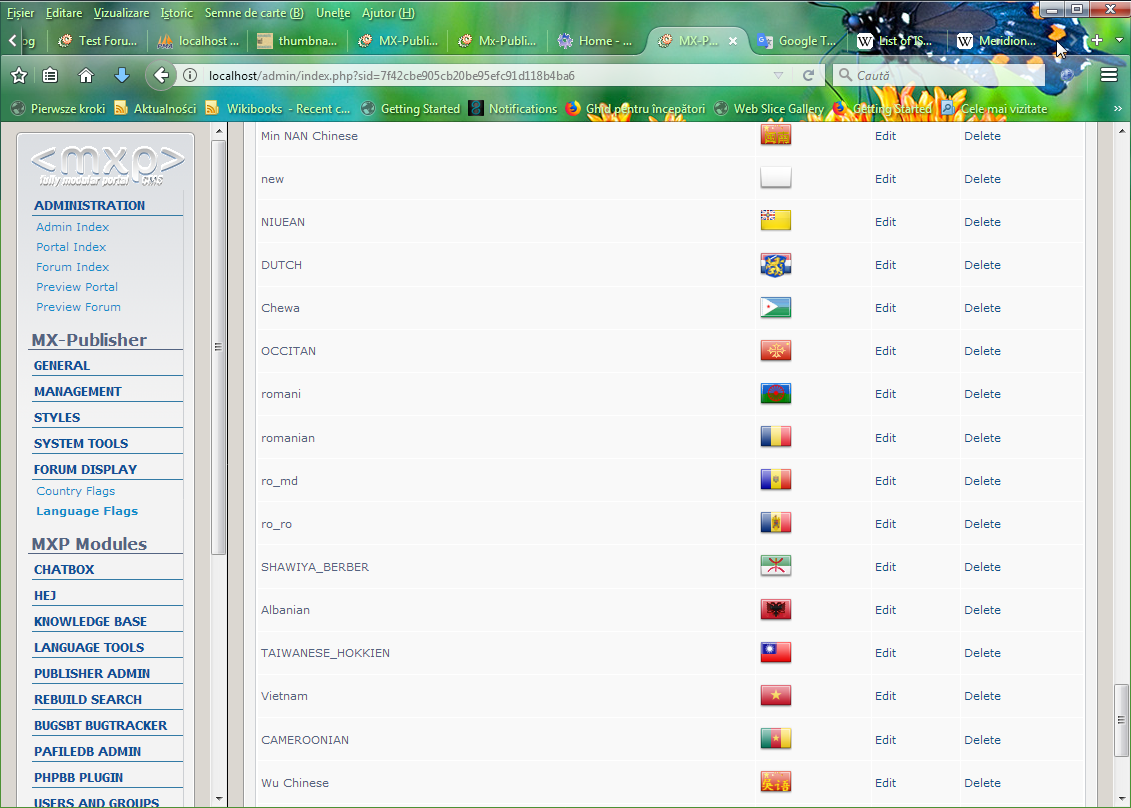 Fișier Editare Vizualizare Istoric Semne de carte (B) Unelte Ajutor (H)
og Test Foru... localhost ... thumbna... MX-Publi... Mx-Publi... Home - ... MX-P... Google T... List of IS... Meridion...
localhost/admin/index.php?sid=7f42cbe905cb20be95efc91d118b4ba6 Caută
Pierwsze kroki Aktualności Wikibooks - Recent c... Getting Started Notifications Ghid pentru începători Web Slice Gallery Getting Started Cele mai vizitate
<mxp>
fully modular portal CMS
ADMINISTRATION
Admin Index
Portal Index
Forum Index
Preview Portal
Preview Forum
MX-Publisher
GENERAL
MANAGEMENT
STYLES
SYSTEM TOOLS
FORUM DISPLAY
Country Flags
Language Flags
MXP Modules
CHATBOX
HEJ
KNOWLEDGE BASE
LANGUAGE TOOLS
PUBLISHER ADMIN
REBUILD SEARCH
BUGSBT BUGTRACKER
PAFILEDB ADMIN
PHPBB PLUGIN
USERS AND GROUPS
Min NAN Chinese Edit Delete
new Edit Delete
NIUEAN Edit Delete
DUTCH Edit Delete
Chewa Edit Delete
OCCITAN Edit Delete
romani Edit Delete
romanian Edit Delete
ro_md Edit Delete
ro_ro Edit Delete
SHAWIYA_BERBER Edit Delete
Albanian Edit Delete
TAIWANESE_HOKKIEN Edit Delete
Vietnam Edit Delete
CAMEROONIAN Edit Delete
Wu Chinese 吴语 Edit Delete